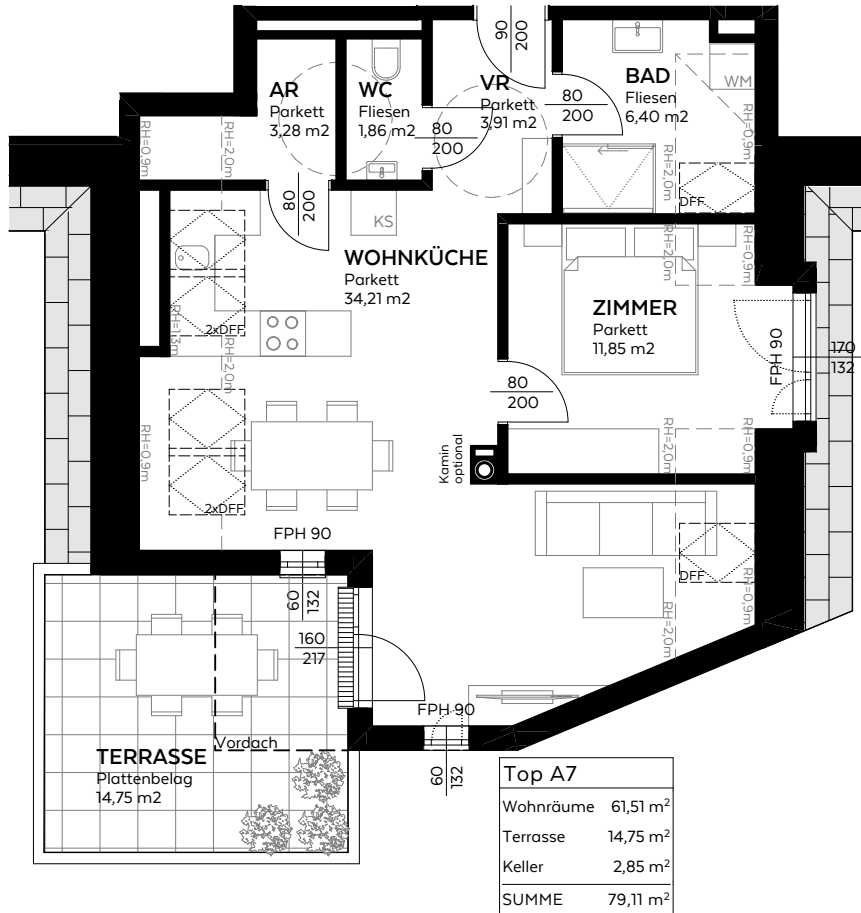 90
200
AR
Parkett
3,28 m2
WC
Fliesen
1,86 m2
VR
Parkett
3,91 m2
BAD
Fliesen
6,40 m2
WM
80
200
80
200
80
200
RH=0,9m
RH=2,0m
RH=2,0m
RH=0,9m
DFF
KS
WOHNKÜCHE
Parkett
34,21 m2
2xDFF
RH=1,3m
RH=2,0m
ZIMMER
Parkett
11,85 m2
RH=2,0m
RH=0,9m
FPH 90
170
132
80
200
RH=2,0m
RH=0,9m
Kamin
optional
RH=0,9m
2xDFF
FPH 90
60
132
DFF
RH=0,9m
RH=2,0m
160
217
FPH 90
60
132
Vordach
TERRASSE
Plattenbelag
14,75 m2
Top A7
Wohnräume 61,51 m²
Terrasse 14,75 m²
Keller 2,85 m²
SUMME 79,11 m²